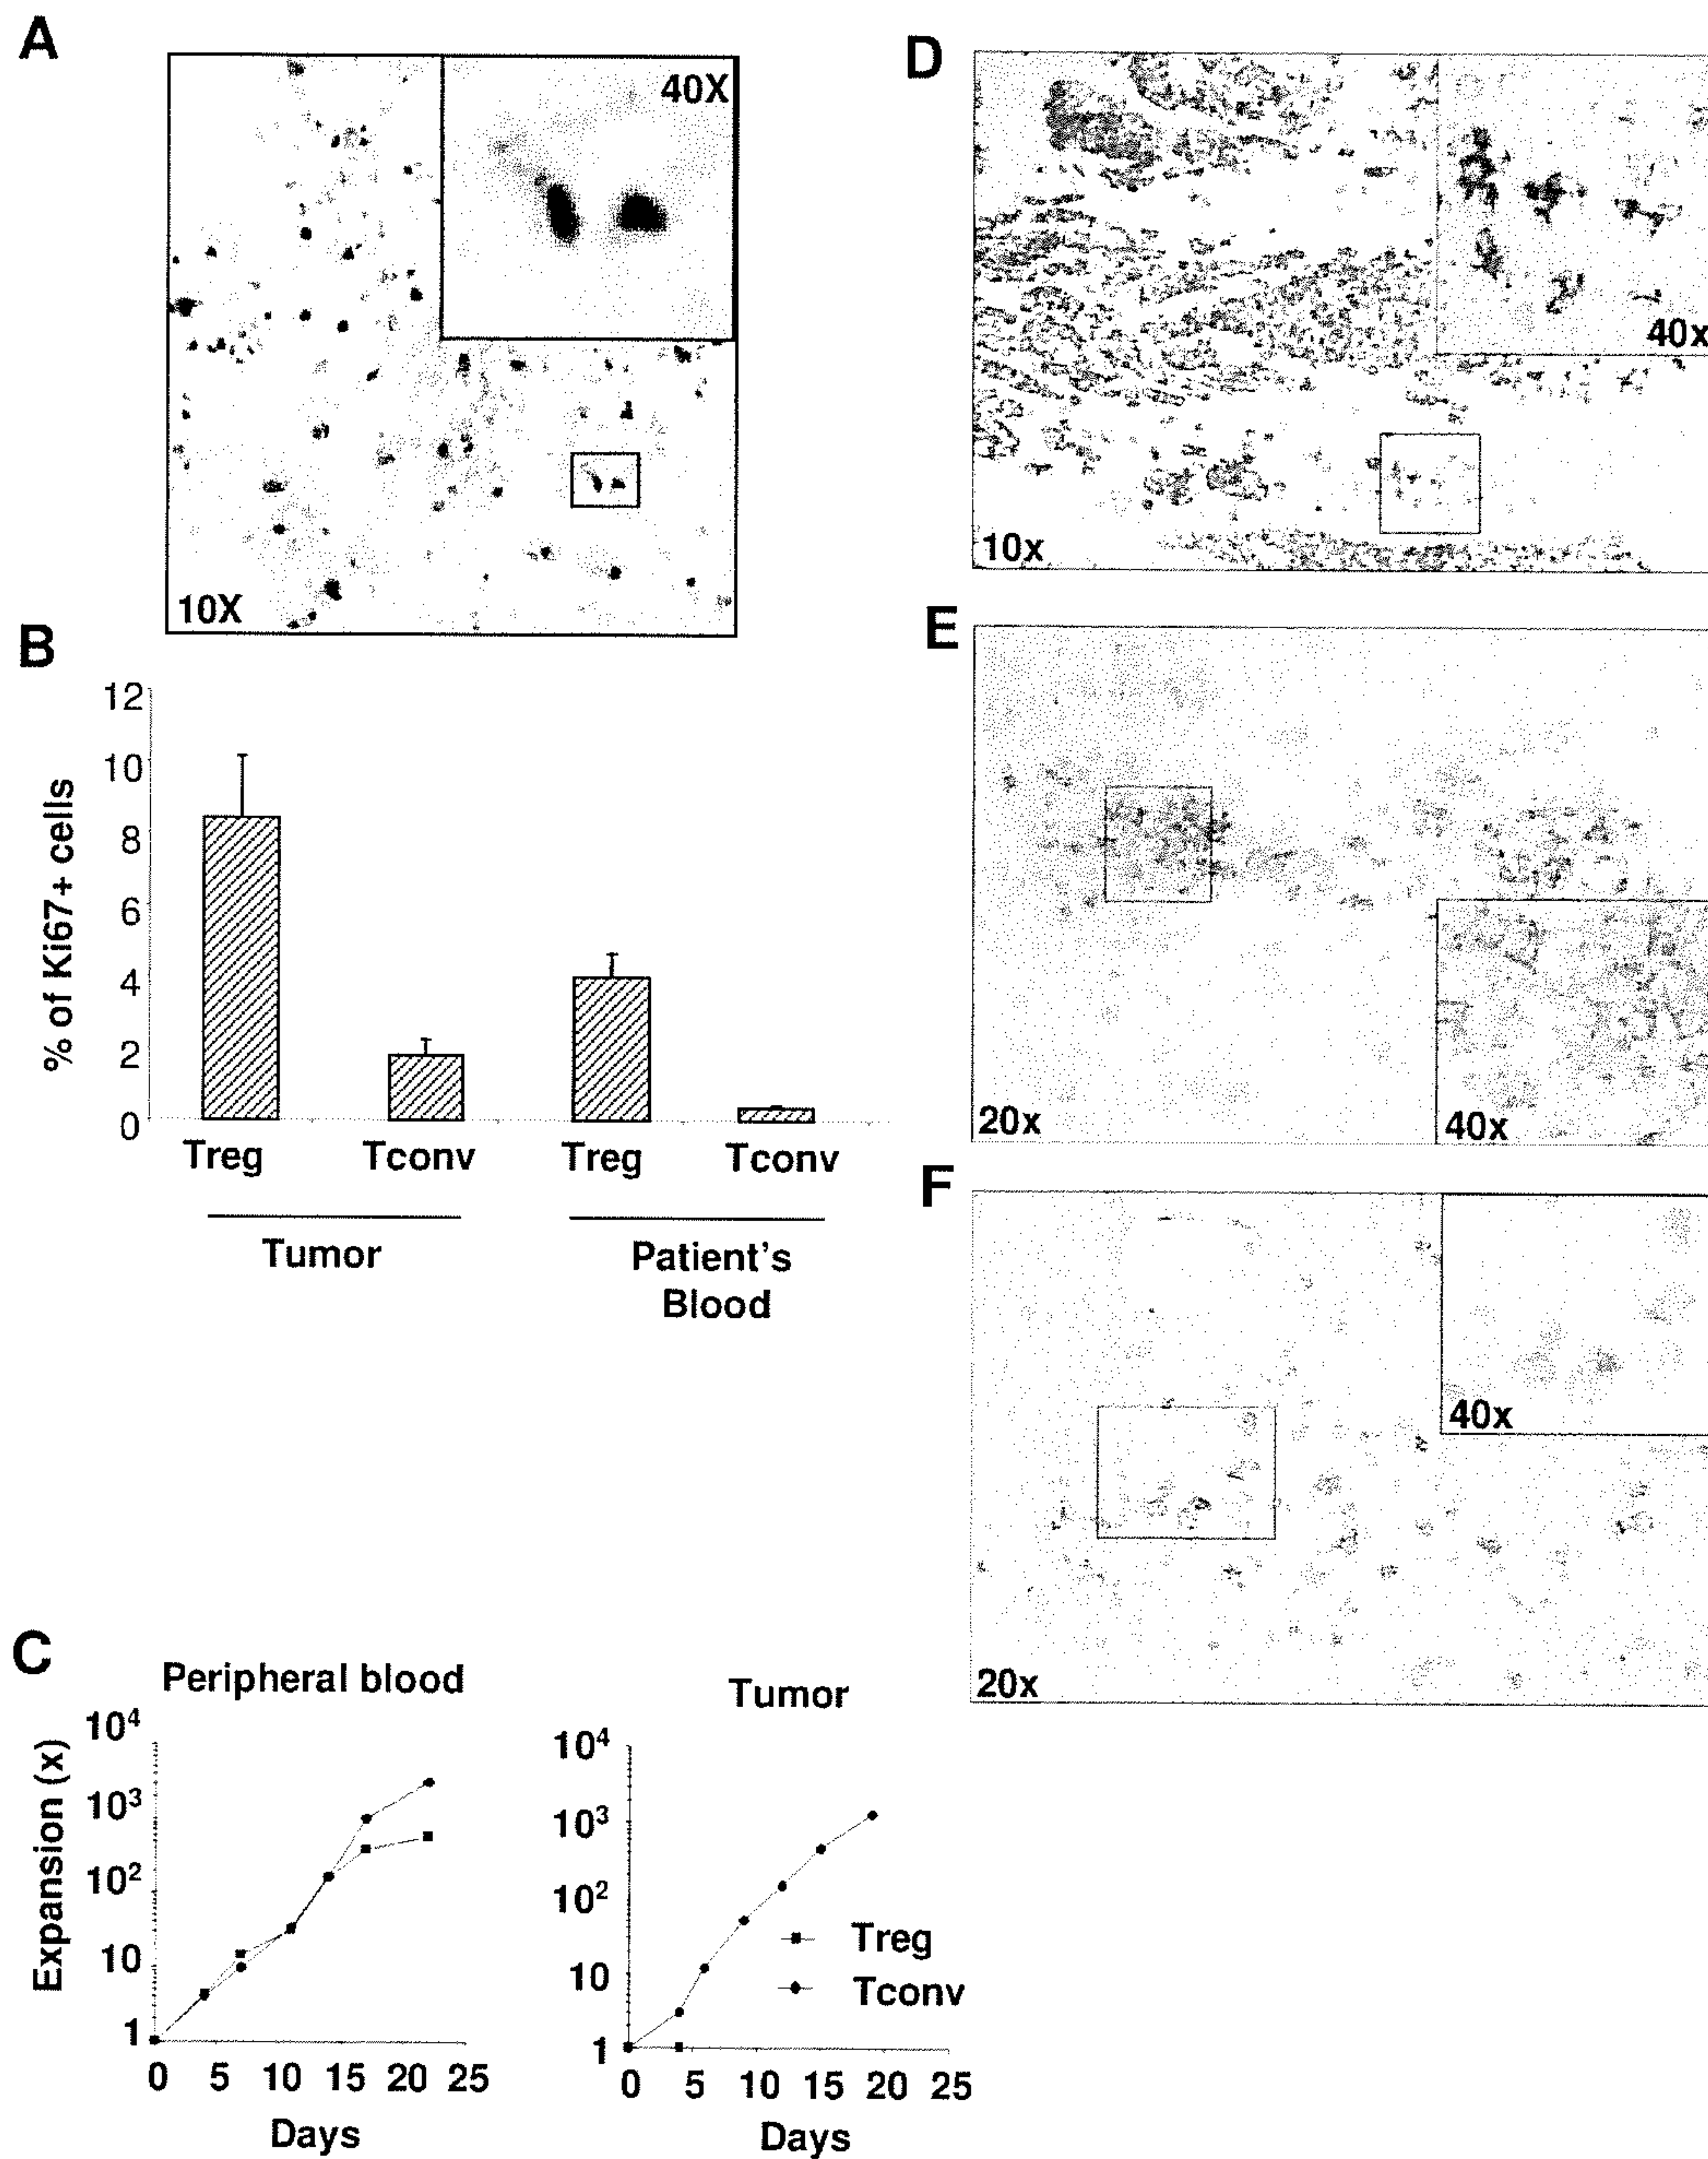 A
40X
10X
B
12
10
8
6
4
2
0
% of Ki67+ cells
Treg Tconv Treg Tconv
Tumor
Patient's
Blood
C
Peripheral blood
10⁴
10³
10²
10
1
Expansion (x)
0 5 10 15 20 25
Days
Tumor
10⁴
10³
10²
10
1
Treg
Tconv
0 5 10 15 20 25
Days
D
40x
10x
E
20x
40x
F
40x
20x